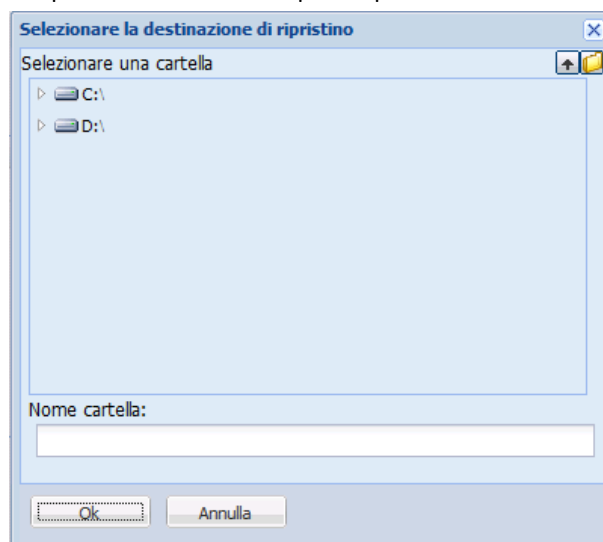 Selezionare la destinazione di ripristino
Selezionare una cartella
C:\
D:\
Nome cartella:
Ok
Annulla